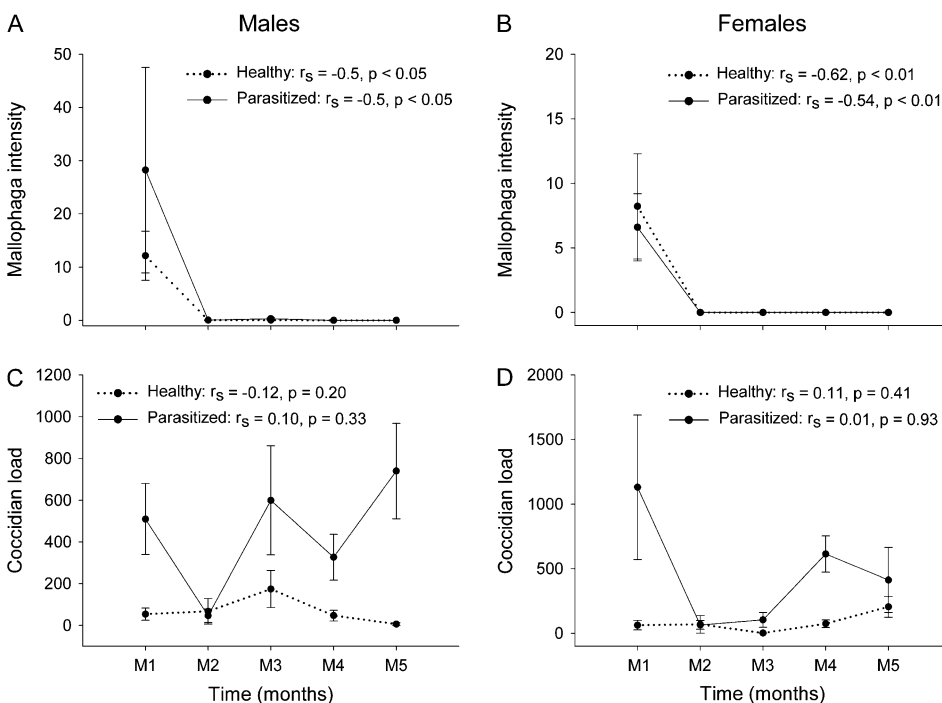 A
Males
B
Females
50
40
30
20
10
0
Mallophaga intensity
Healthy: rs = -0.5, p < 0.05
Parasitized: rs = -0.5, p < 0.05
20
15
10
5
0
Mallophaga intensity
Healthy: rs = -0.62, p < 0.01
Parasitized: rs = -0.54, p < 0.01
C
1200
1000
800
600
400
200
0
Coccidian load
Healthy: rs = -0.12, p = 0.20
Parasitized: rs = 0.10, p = 0.33
M1 M2 M3 M4 M5
Time (months)
D
2000
1500
1000
500
0
Coccidian load
Healthy: rs = 0.11, p = 0.41
Parasitized: rs = 0.01, p = 0.93
M1 M2 M3 M4 M5
Time (months)